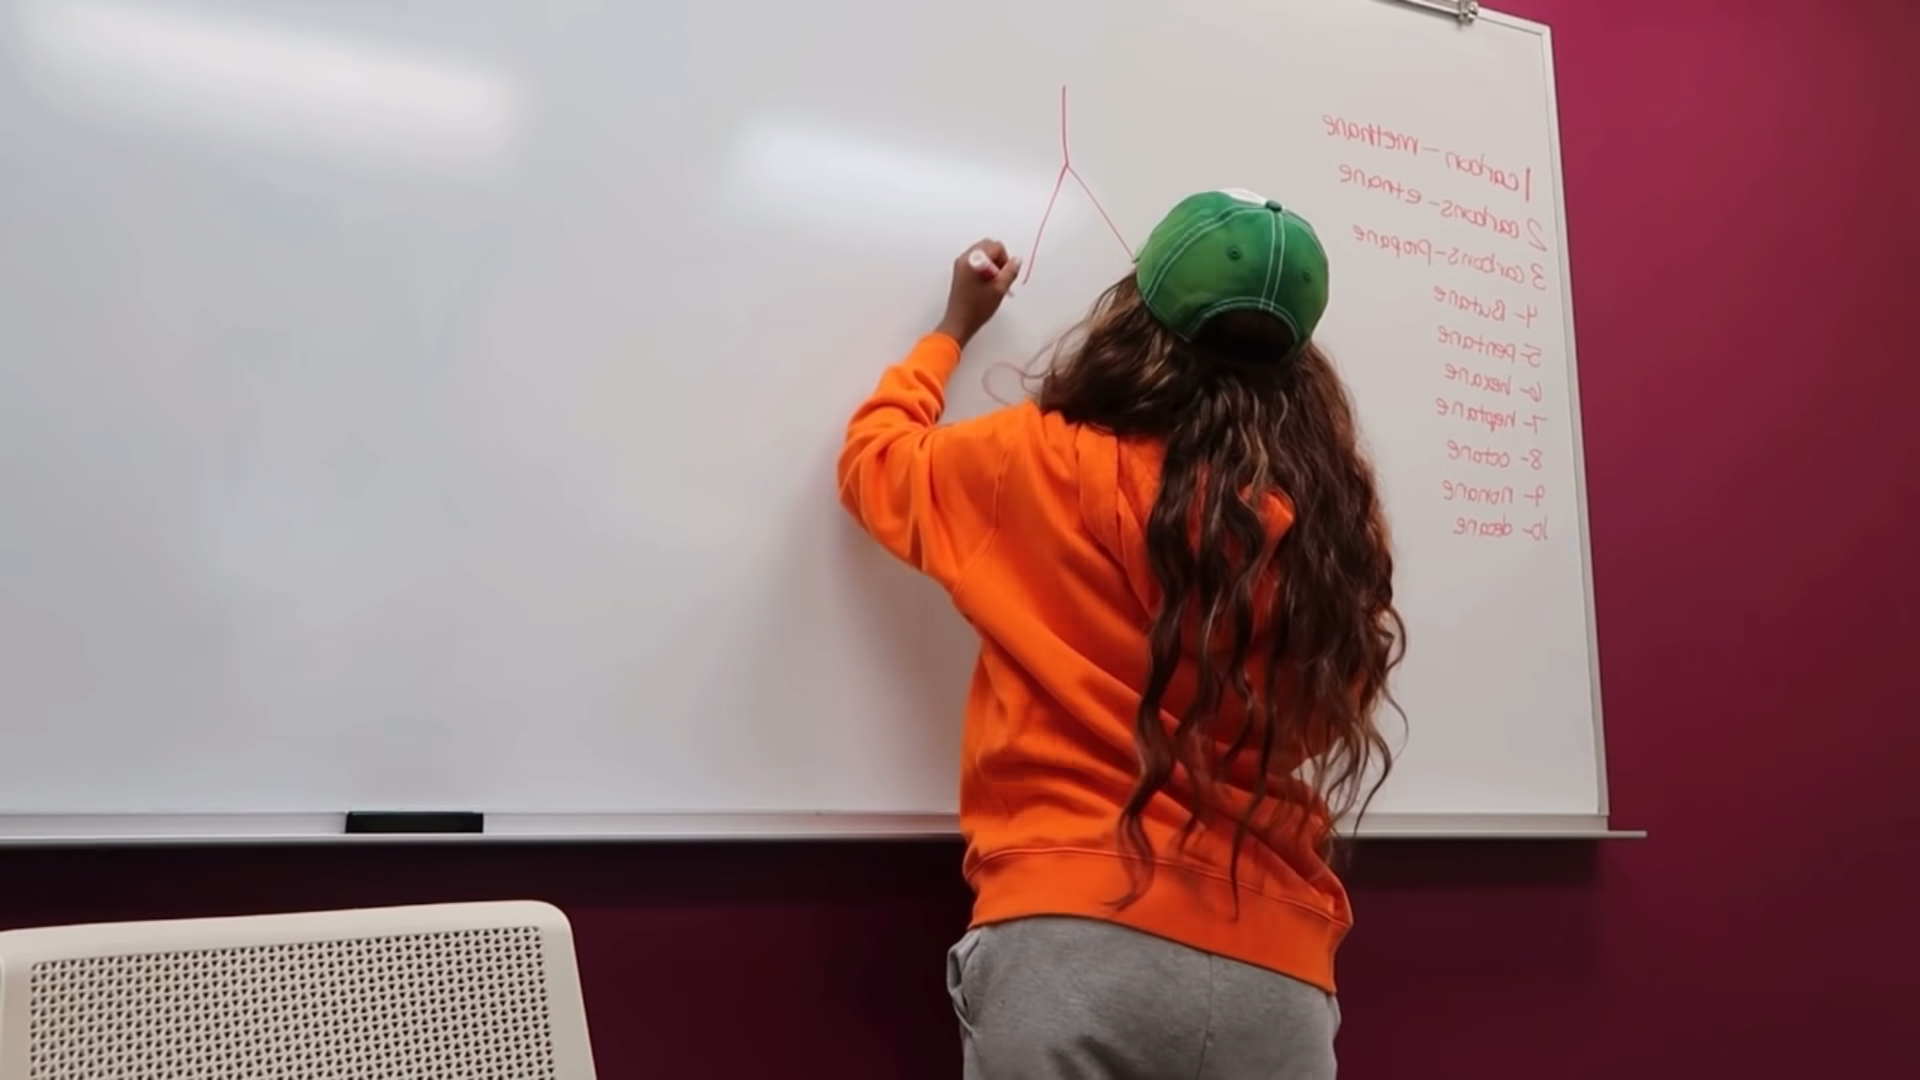 1 carbon - methane
2 carbons - ethane
3 carbons - propane
4 - Butane
5 - pentane
6 - hexane
7 - heptane
8 - octane
9 - nonane
10 - decane